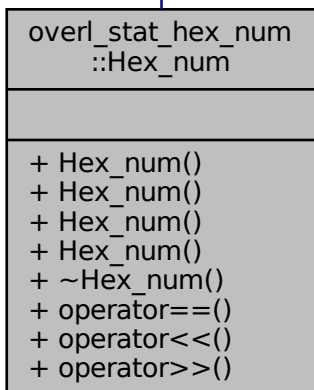 overl_stat_hex_num
::Hex_num
+ Hex_num()
+ Hex_num()
+ Hex_num()
+ Hex_num()
+ ~Hex_num()
+ operator==()
+ operator<<()
+ operator>>()